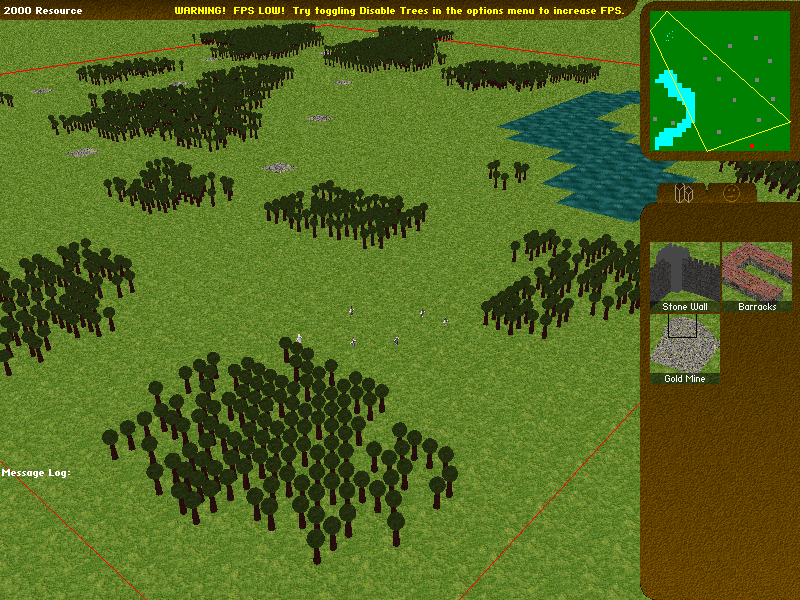 2000 Resource
WARNING! FPS LOW! Try toggling Disable Trees in the options menu to increase FPS.
Stone Wall
Barracks
Gold Mine
Message Log: